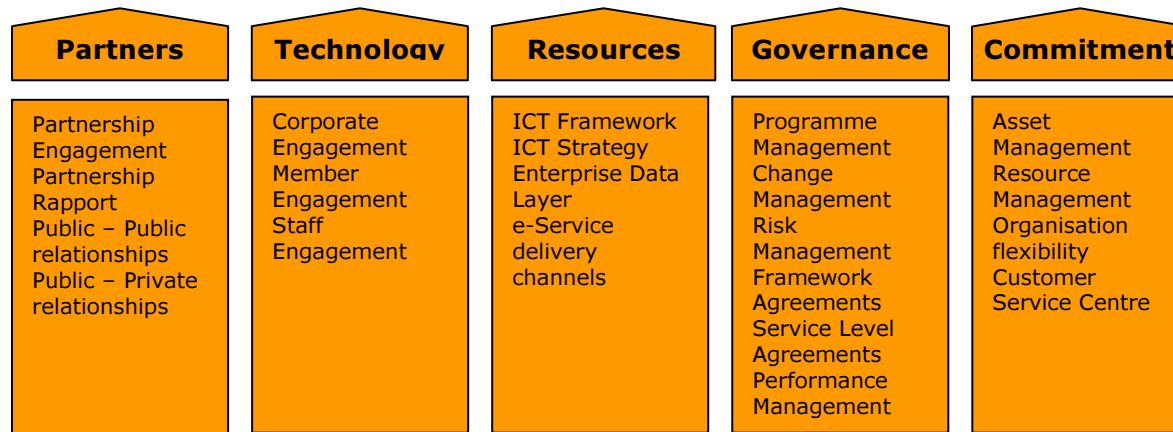 Partners
Technology
Resources
Governance
Commitment
Partnership
Engagement
Partnership
Rapport
Public – Public
relationships
Public – Private
relationships
Corporate
Engagement
Member
Engagement
Staff
Engagement
ICT Framework
ICT Strategy
Enterprise Data
Layer
e-Service
delivery
channels
Programme
Management
Change
Management
Risk
Management
Framework
Agreements
Service Level
Agreements
Performance
Management
Asset
Management
Resource
Management
Organisation
flexibility
Customer
Service Centre